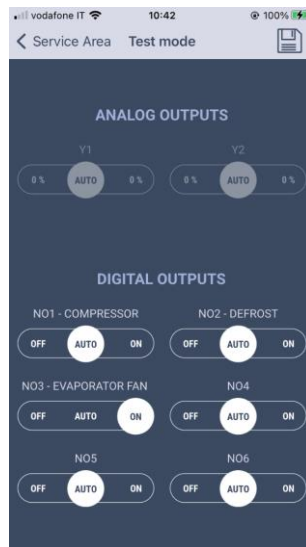 vodafone IT 10:42 100%
Service Area Test mode
ANALOG OUTPUTS
Y1 Y2
0 % AUTO 0 % 0 % AUTO 0 %
DIGITAL OUTPUTS
NO1 - COMPRESSOR NO2 - DEFROST
OFF AUTO ON OFF AUTO ON
NO3 - EVAPORATOR FAN NO4
OFF AUTO ON OFF AUTO ON
NO5 NO6
OFF AUTO ON OFF AUTO ON